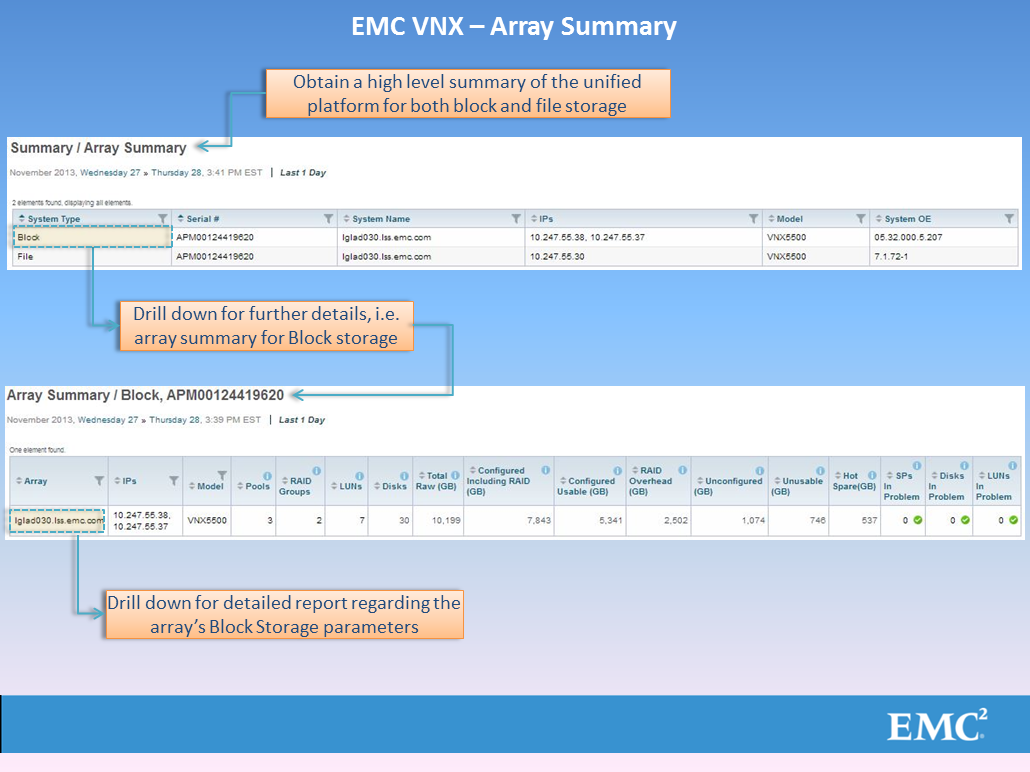 EMC VNX – Array Summary
Obtain a high level summary of the unified
platform for both block and file storage
Summary / Array Summary
November 2013, Wednesday 27 » Thursday 28, 3:41 PM EST | Last 1 Day
2 elements found, displaying all elements.
System Type Serial # System Name IPs Model System OE
Block APM00124419620 lglad030.lss.emc.com 10.247.55.38, 10.247.55.37 VNX5500 05.32.000.5.207
File APM00124419620 lglad030.lss.emc.com 10.247.55.30 VNX5500 7.1.72-1
Drill down for further details, i.e.
array summary for Block storage
Array Summary / Block, APM00124419620
November 2013, Wednesday 27 » Thursday 28, 3:39 PM EST | Last 1 Day
One element found.
Array IPs Model Pools RAID Groups LUNs Disks Total Raw (GB) Configured Including RAID (GB) Configured Usable (GB) RAID Overhead (GB) Unconfigured (GB) Unusable (GB) Hot Spare(GB) SPs In Problem Disks In Problem LUNs In Problem
lglad030.lss.emc.com 10.247.55.38, 10.247.55.37 VNX5500 3 2 7 30 10,199 7,843 5,341 2,502 1,074 746 537 0 0 0
Drill down for detailed report regarding the
array's Block Storage parameters
EMC²